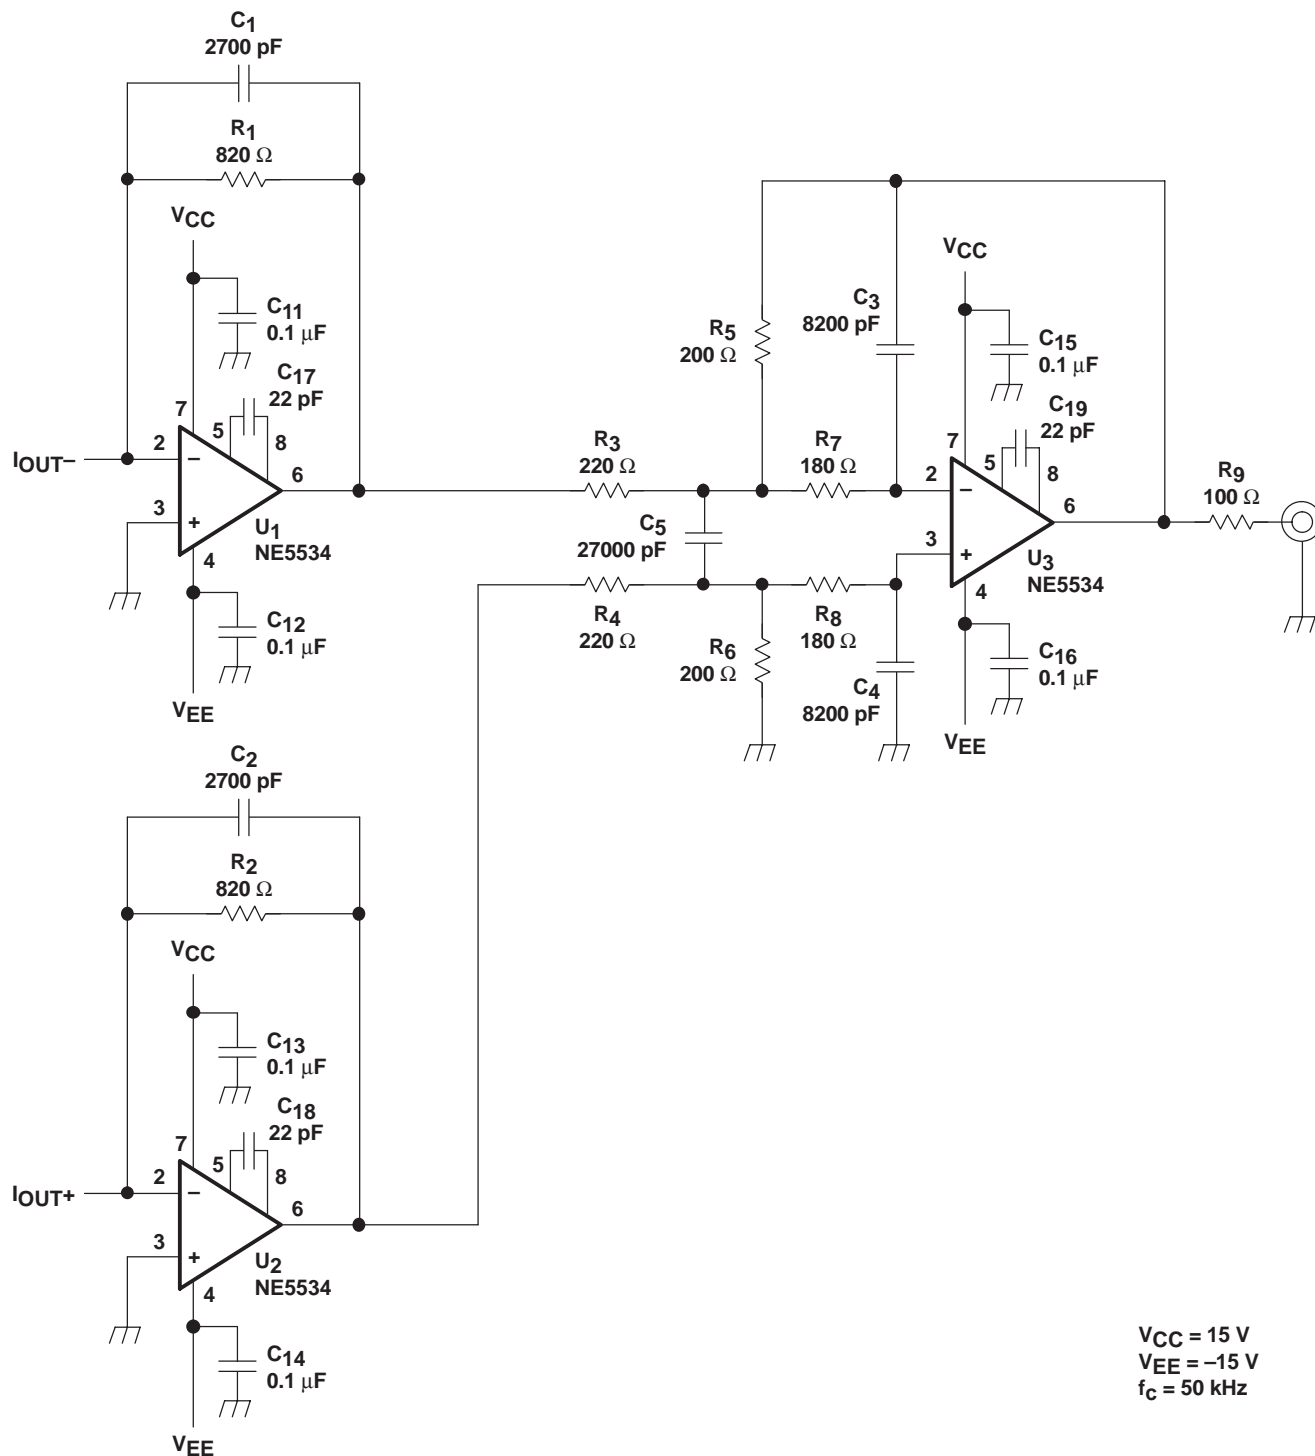 C1
2700 pF
R1
820 Ω
VCC
C11
0.1 µF
C17
22 pF
7
5
8
2
6
IOUT–
–
3
+
U1
NE5534
4
C12
0.1 µF
VEE
R3
220 Ω
C5
27000 pF
R4
220 Ω
R5
200 Ω
C3
8200 pF
R7
180 Ω
R8
180 Ω
R6
200 Ω
C4
8200 pF
VCC
C15
0.1 µF
C19
22 pF
7
5
8
2
6
–
3
+
U3
NE5534
4
C16
0.1 µF
VEE
R9
100 Ω
C2
2700 pF
R2
820 Ω
VCC
C13
0.1 µF
C18
22 pF
7
5
8
2
6
IOUT+
–
3
+
U2
NE5534
4
C14
0.1 µF
VEE
VCC = 15 V
VEE = –15 V
fc = 50 kHz